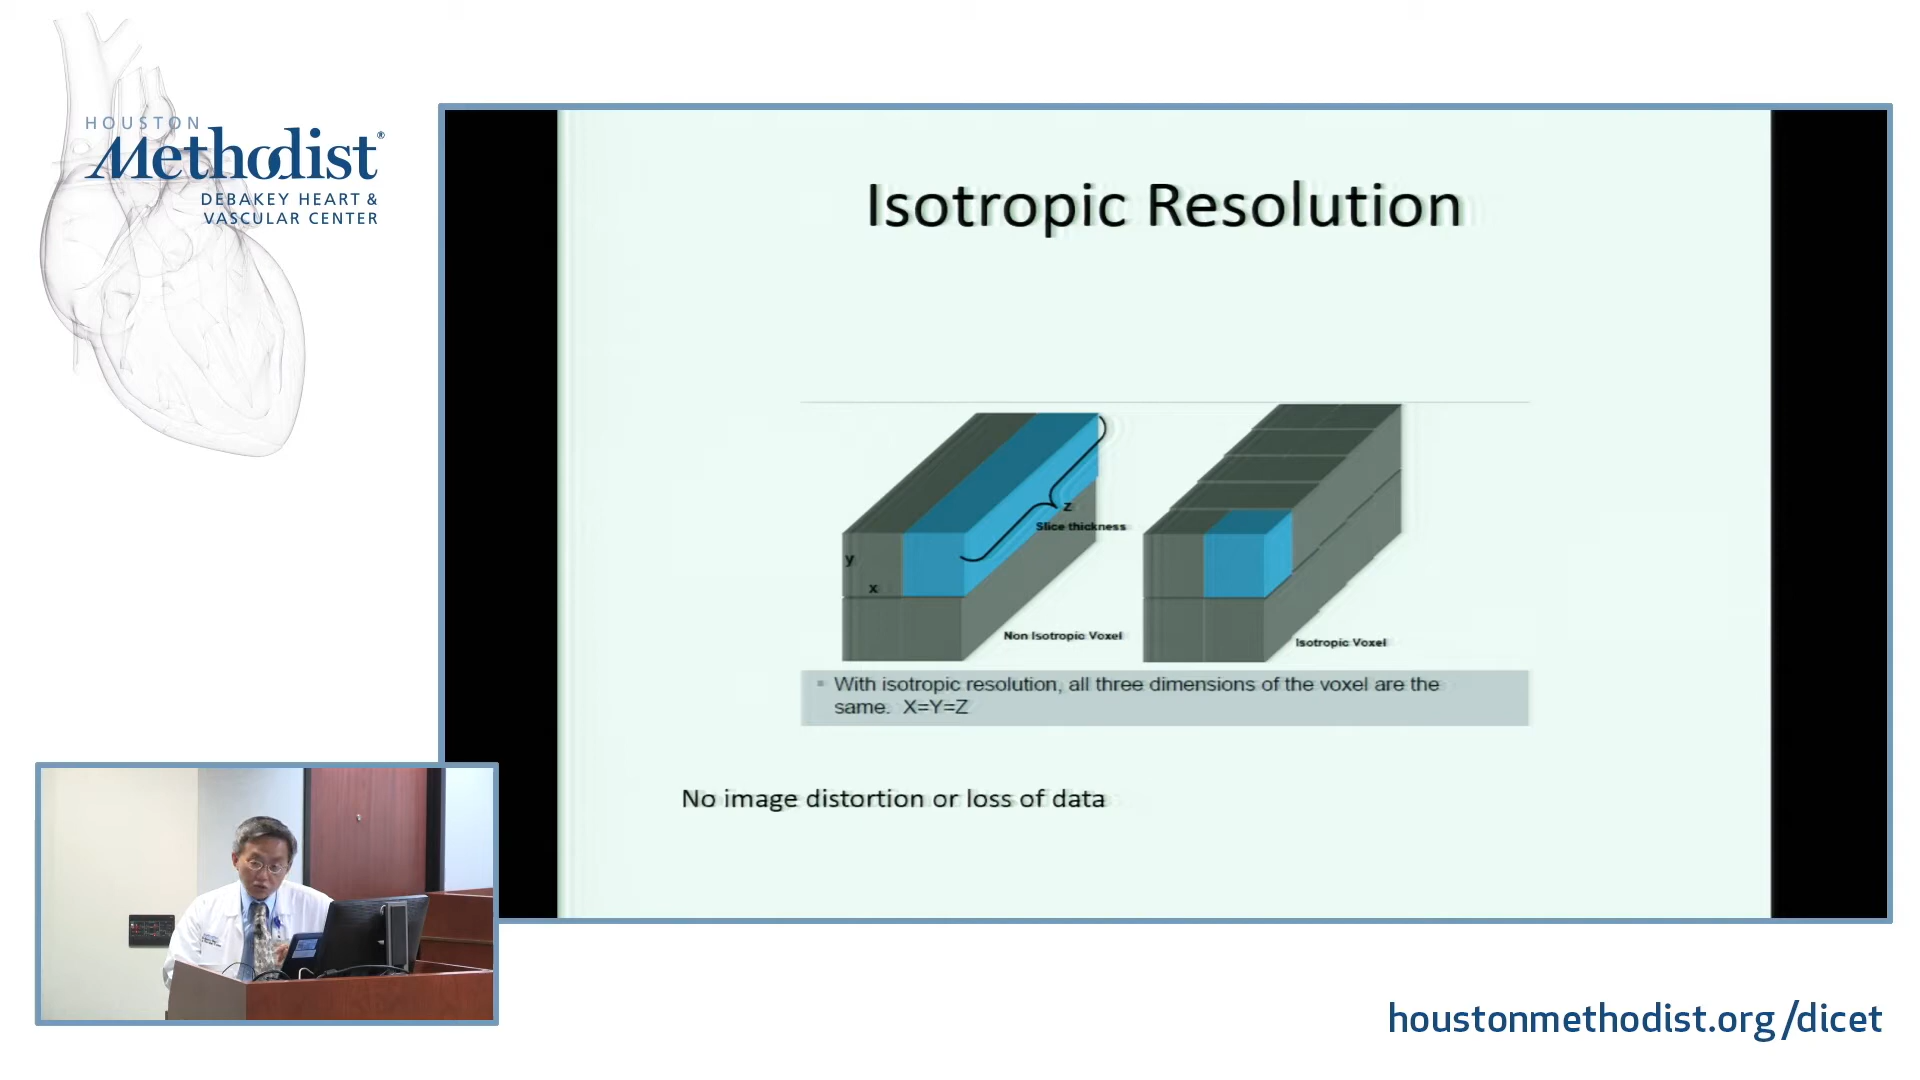 HOUSTON
Methodist®
DEBAKEY HEART &
VASCULAR CENTER
Isotropic Resolution
z
Slice thickness
y
x
Non Isotropic Voxel
Isotropic Voxel
With isotropic resolution, all three dimensions of the voxel are the
same. X=Y=Z
No image distortion or loss of data
houstonmethodist.org/dicet